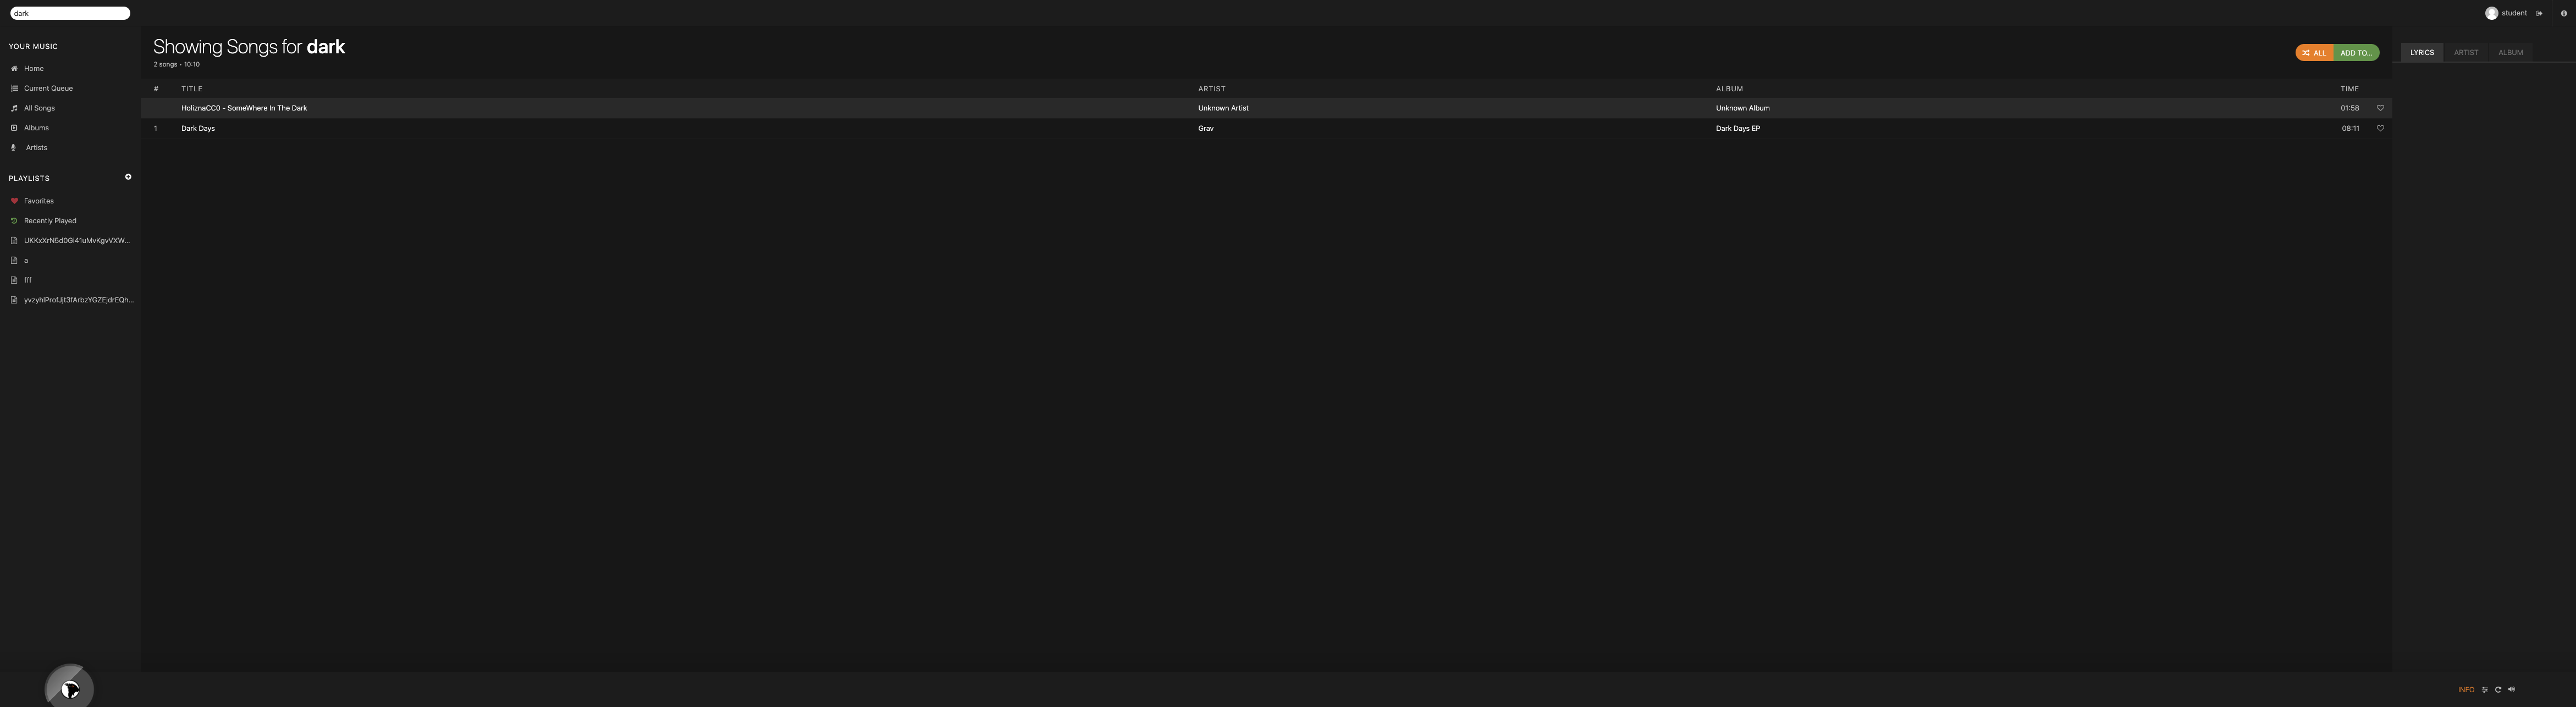 dark
student
YOUR MUSIC
Home
Current Queue
All Songs
Albums
Artists
PLAYLISTS
Favorites
Recently Played
UKKxXrN5d0Gi41uMvKgvVXW...
a
fff
yvzyhlProfJjt3fArbzYGZEjdrEQh...
Showing Songs for dark
2 songs • 10:10
ALL ADD TO...
# TITLE ARTIST ALBUM TIME
HoliznaCC0 - SomeWhere In The Dark Unknown Artist Unknown Album 01:58
1 Dark Days Grav Dark Days EP 08:11
LYRICS ARTIST ALBUM
INFO